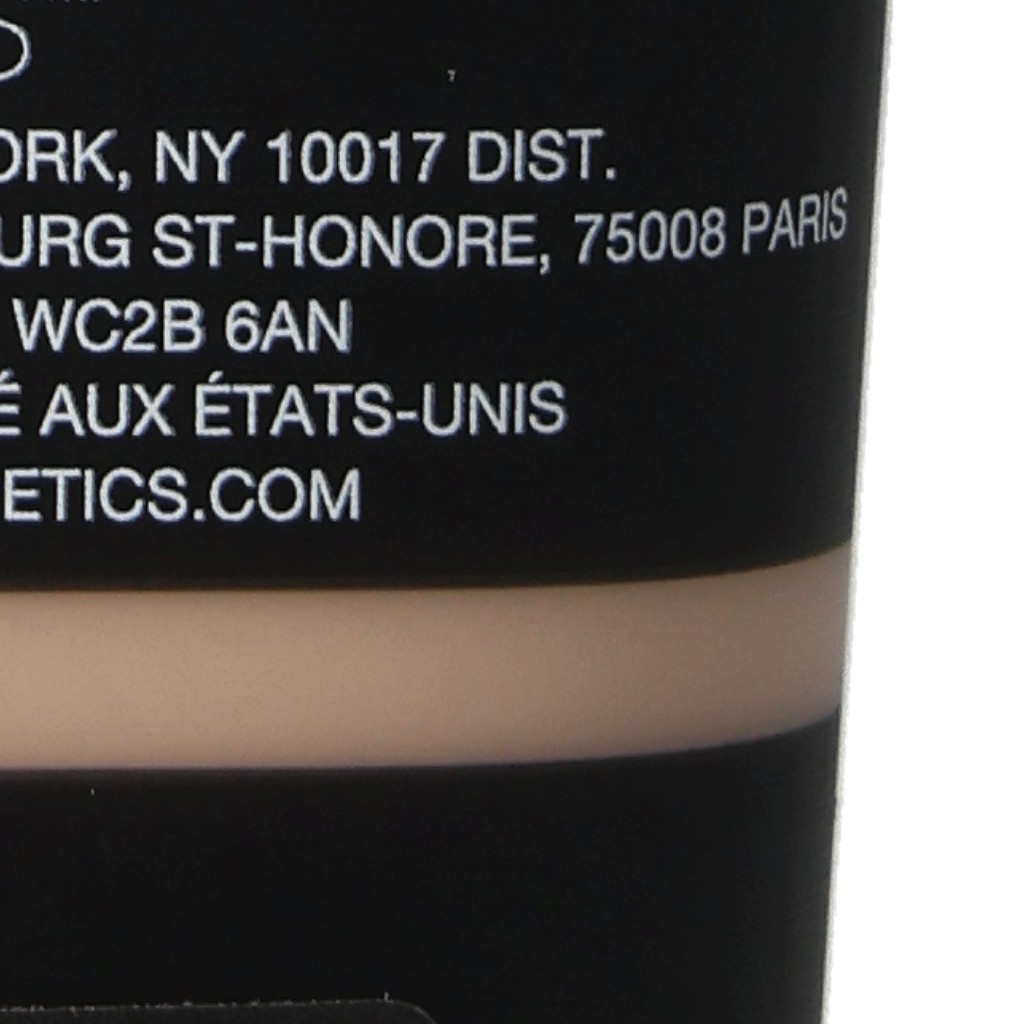 ORK, NY 10017 DIST.
URG ST-HONORE, 75008 PARIS
WC2B 6AN
É AUX ÉTATS-UNIS
ETICS.COM